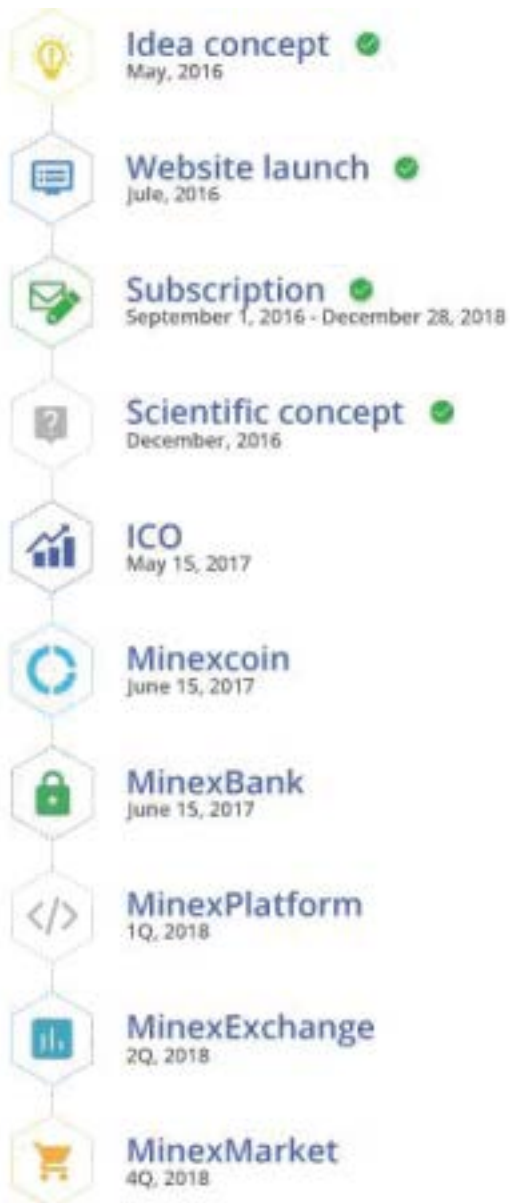 Idea concept
May, 2016
Website launch
Jule, 2016
Subscription
September 1, 2016 - December 28, 2018
Scientific concept
December, 2016
ICO
May 15, 2017
Minexcoin
June 15, 2017
MinexBank
June 15, 2017
MinexPlatform
1Q, 2018
MinexExchange
2Q, 2018
MinexMarket
4Q, 2018